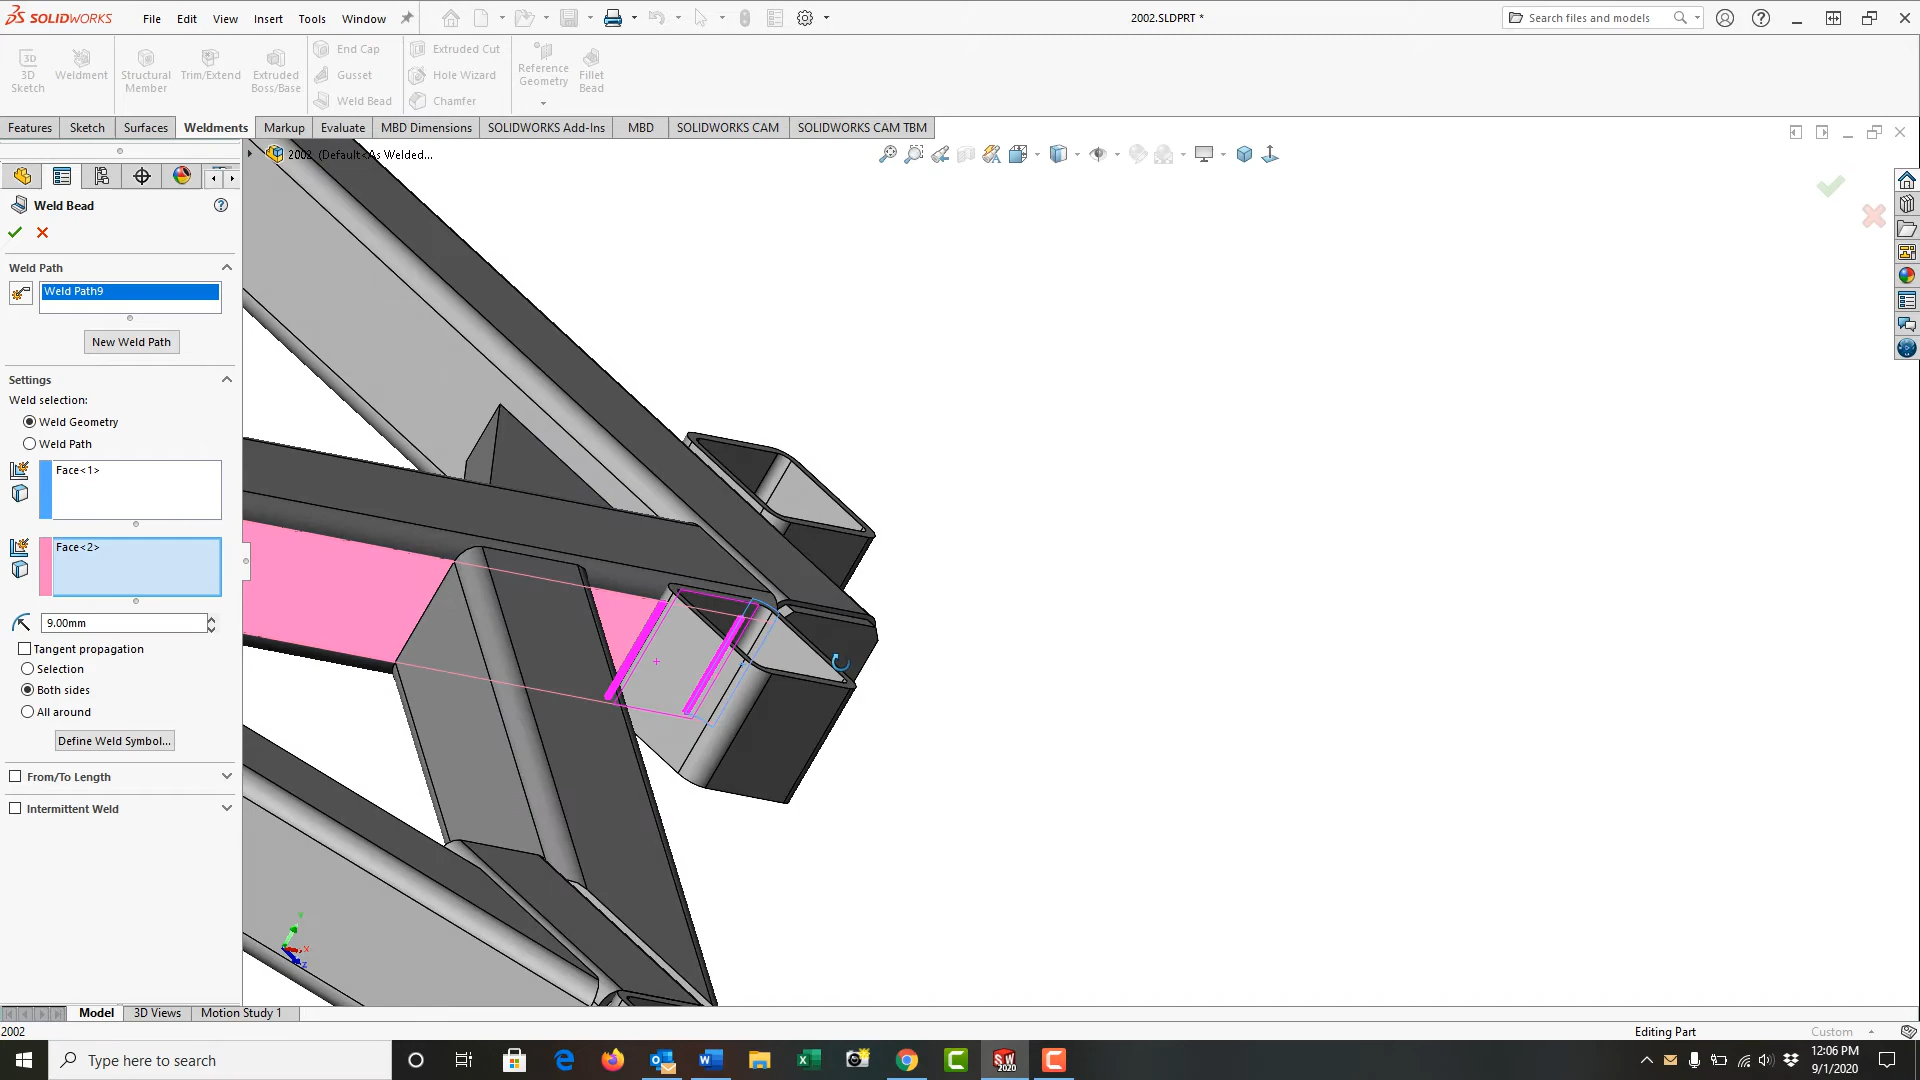 SOLIDWORKS
File Edit View Insert Tools Window
2002.SLDPRT *
Search files and models
3D Sketch
Weldment
Structural Member
Trim/Extend
Extruded Boss/Base
End Cap
Gusset
Weld Bead
Extruded Cut
Hole Wizard
Chamfer
Reference Geometry
Fillet Bead
Features Sketch Surfaces Weldments Markup Evaluate MBD Dimensions SOLIDWORKS Add-Ins MBD SOLIDWORKS CAM SOLIDWORKS CAM TBM
2002 (Default<As Welded...
Weld Bead
Weld Path
Weld Path9
New Weld Path
Settings
Weld selection:
Weld Geometry
Weld Path
Face<1>
Face<2>
9.00mm
Tangent propagation
Selection
Both sides
All around
Define Weld Symbol...
From/To Length
Intermittent Weld
Y
X
Z
Model 3D Views Motion Study 1
2002
Editing Part
Custom
Type here to search
SW 2020
12:06 PM
9/1/2020